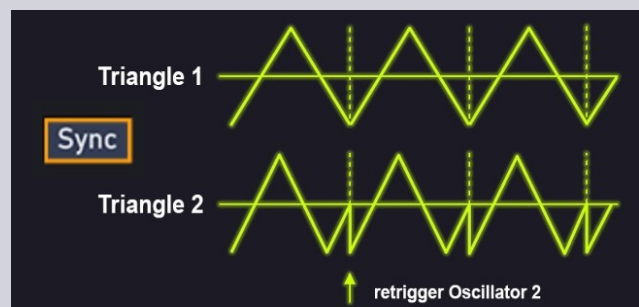 Triangle 1
Sync
Triangle 2
retrigger Oscillator 2